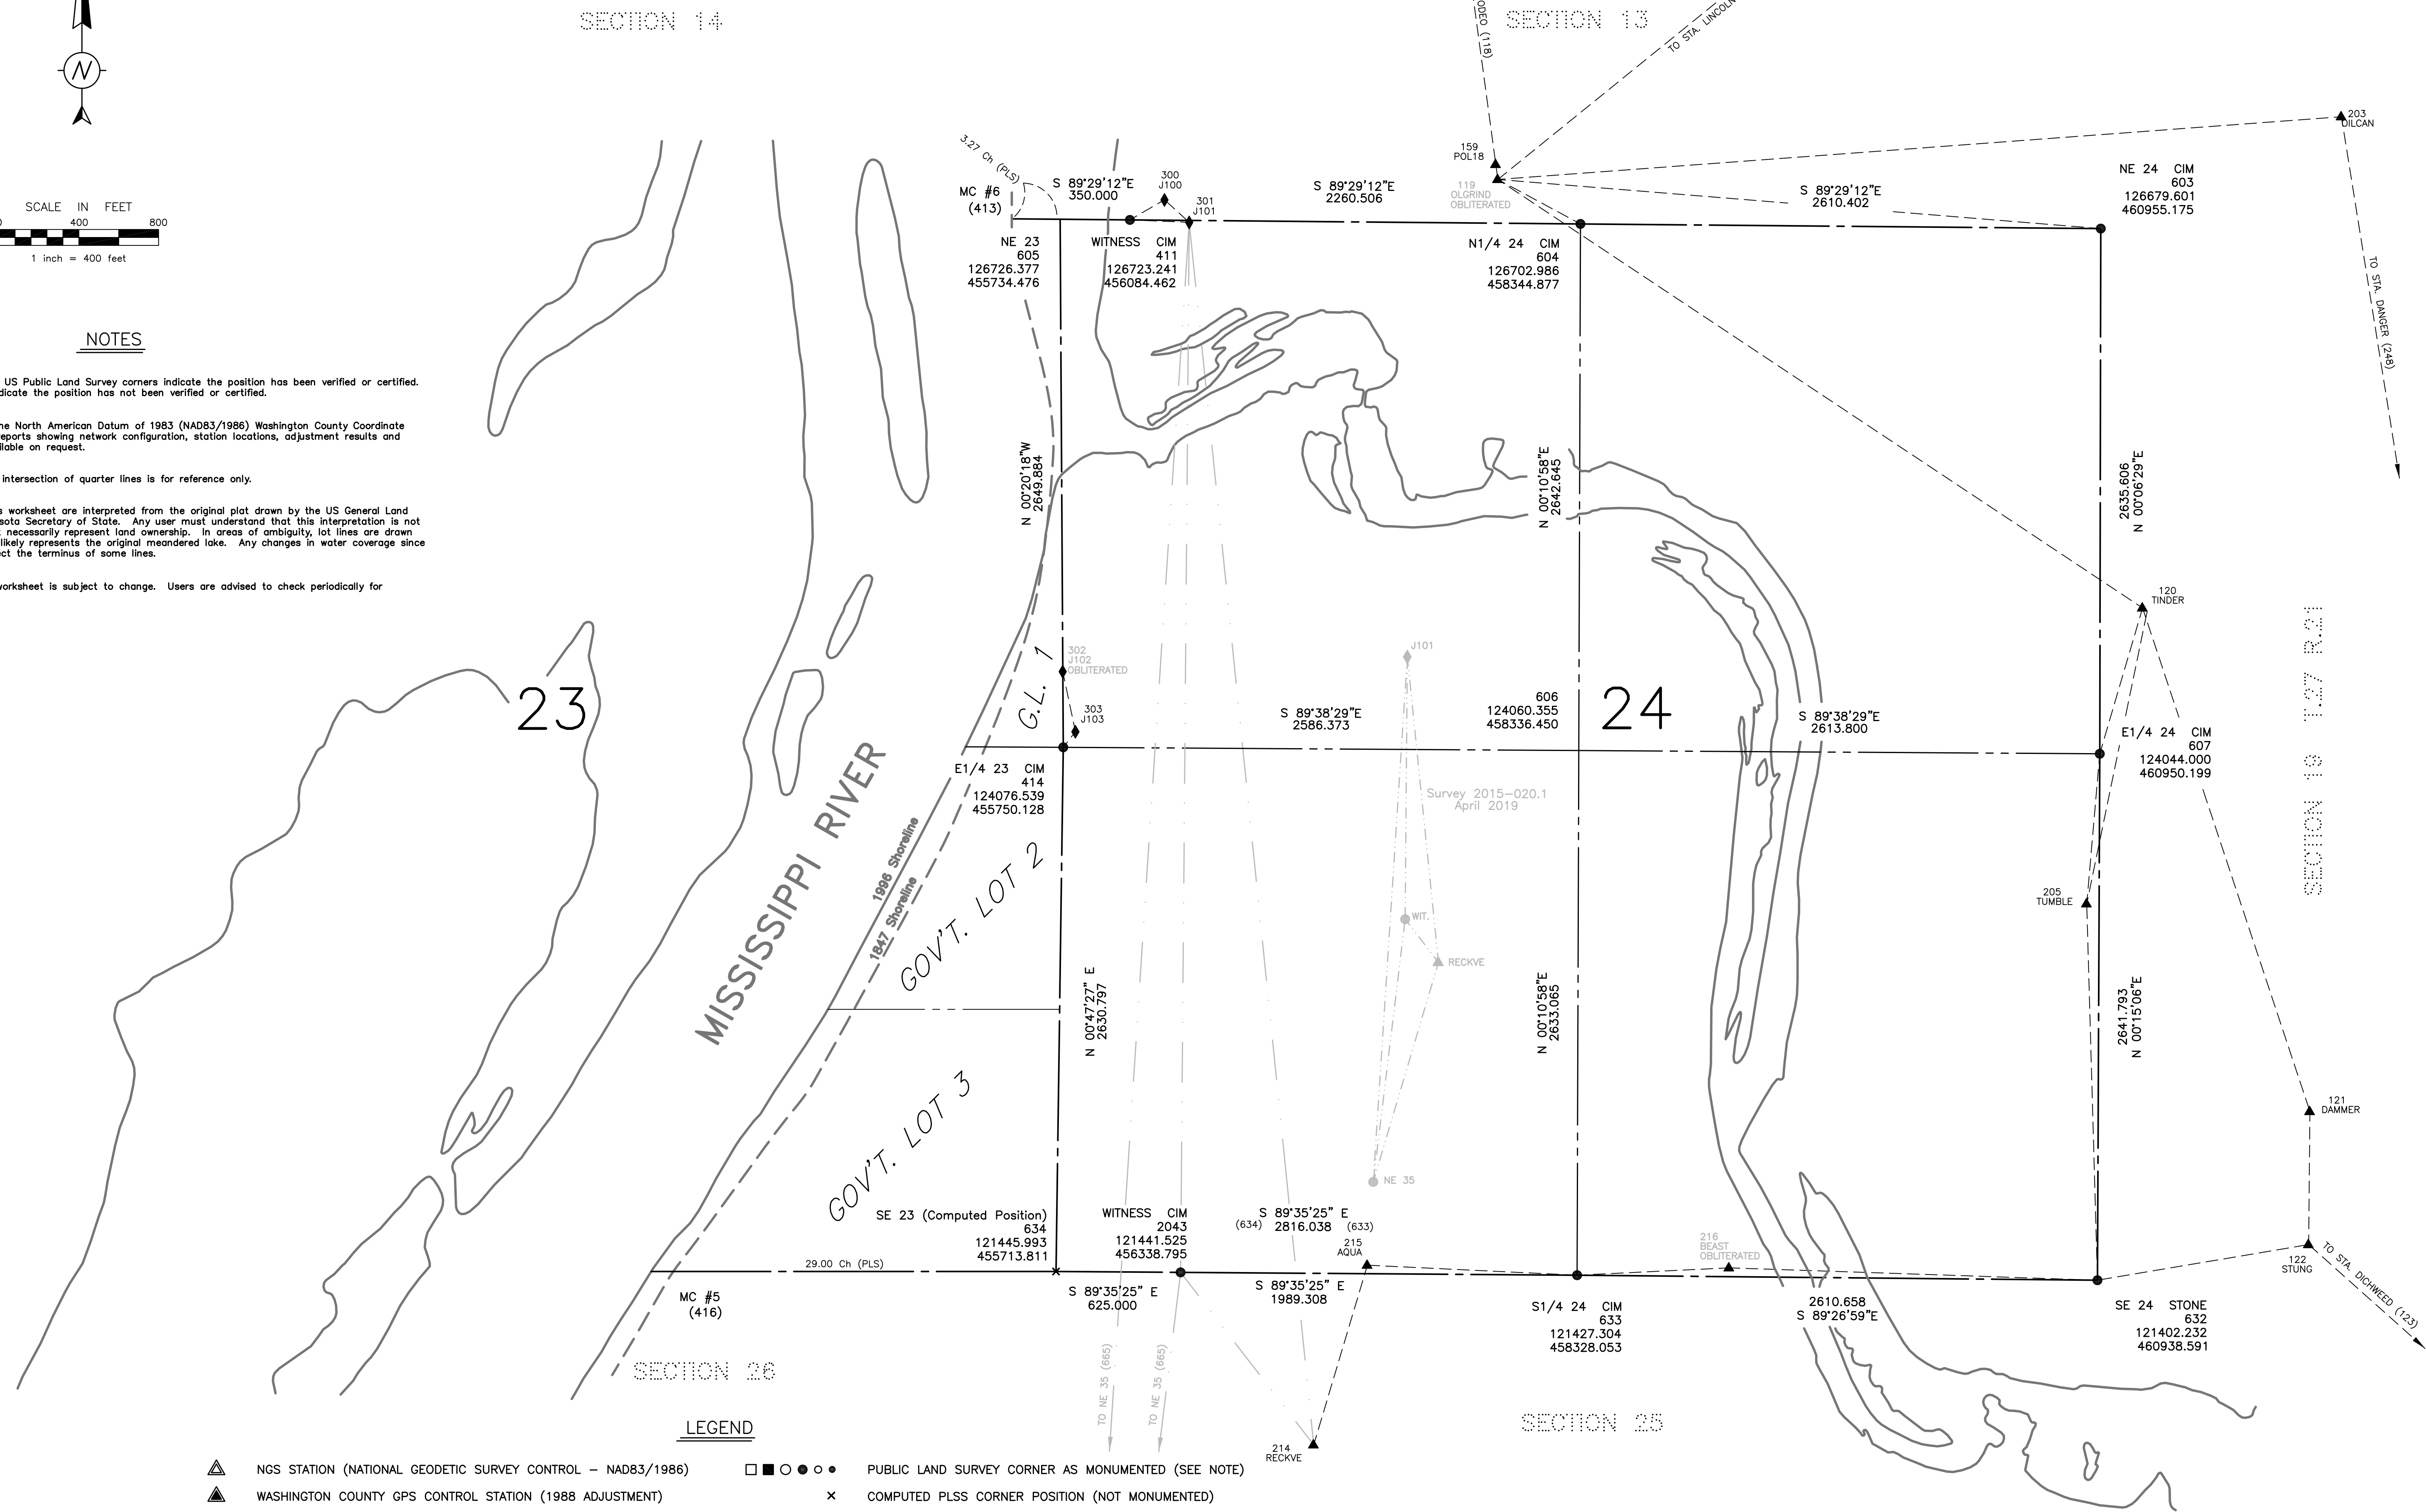 SECTION 14
SECTION 13
TO STA. LINCOLN
N
SCALE IN FEET
400
800
1 inch = 400 feet
NOTES
US Public Land Survey corners indicate the position has been verified or certified.
dicate the position has not been verified or certified.
ne North American Datum of 1983 (NAD83/1986) Washington County Coordinate
eports showing network configuration, station locations, adjustment results and
ilable on request.
intersection of quarter lines is for reference only.
s worksheet are interpreted from the original plat drawn by the US General Land
sota Secretary of State. Any user must understand that this interpretation is not
necessarily represent land ownership. In areas of ambiguity, lot lines are drawn
likely represents the original meandered lake. Any changes in water coverage since
ect the terminus of some lines.
worksheet is subject to change. Users are advised to check periodically for
3.27 Ch (PLS)
MC #6
(413)
S 89°29'12"E
350.000
300
J100
301
J101
S 89°29'12"E
2260.506
ODEO (118)
159
POL18
119
OLGRIND
OBLITERATED
S 89°29'12"E
2610.402
203
OILCAN
NE 24 CIM
603
126679.601
460955.175
NE 23
605
126726.377
455734.476
WITNESS CIM
411
126723.241
456084.462
N1/4 24 CIM
604
126702.986
458344.877
TO STA. DANGER (248)
N 00°20'18"W
2649.884
N 00°10'58"E
2642.645
2635.606
N 00°06'29"E
120
TINDER
SECTION 19 T.27 R.21
23
G.L. 1
302
J102
OBLITERATED
303
J103
J101
S 89°38'29"E
2586.373
606
124060.355
458336.450
24
S 89°38'29"E
2613.800
E1/4 24 CIM
607
124044.000
460950.199
E1/4 23 CIM
414
124076.539
455750.128
Survey 2015-020.1
April 2019
MISSISSIPPI RIVER
1996 Shoreline
1847 Shoreline
GOV'T. LOT 2
WIT.
RECKVE
205
TUMBLE
N 00°47'27" E
2630.797
N 00°10'58"E
2633.065
2641.793
N 00°15'06"E
121
DAMMER
GOV'T. LOT 3
NE 35
SE 23 (Computed Position)
634
121445.993
455713.811
WITNESS CIM
2043
121441.525
456338.795
S 89°35'25" E
(634) 2816.038 (633)
215
AQUA
216
BEAST
OBLITERATED
122
STUNG
TO STA. DICHWEED (123)
29.00 Ch (PLS)
MC #5
(416)
S 89°35'25" E
625.000
S 89°35'25" E
1989.308
S1/4 24 CIM
633
121427.304
458328.053
2610.658
S 89°26'59"E
SE 24 STONE
632
121402.232
460938.591
TO NE 35 (665)
TO NE 35 (665)
SECTION 26
SECTION 25
214
RECKVE
LEGEND
NGS STATION (NATIONAL GEODETIC SURVEY CONTROL - NAD83/1986)
PUBLIC LAND SURVEY CORNER AS MONUMENTED (SEE NOTE)
WASHINGTON COUNTY GPS CONTROL STATION (1988 ADJUSTMENT)
COMPUTED PLSS CORNER POSITION (NOT MONUMENTED)